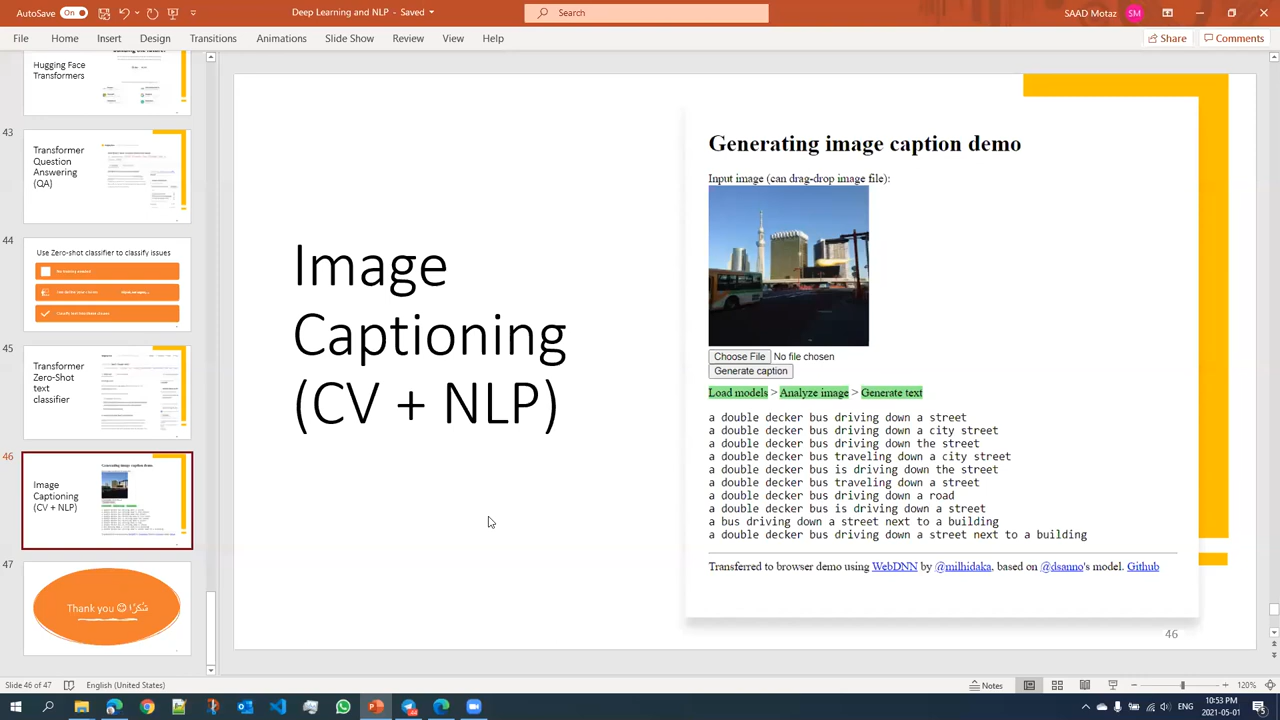 AutoSave On Deep Learning and NLP - Saved Search SAAD Motaz SM
File Home Insert Design Transitions Animations Slide Show Review View Help Share Comments
Hugging Face
Transformers
43
Transformer
Question
Answering
(QA)
44
Use Zero-shot classifier to classify issues
45
Transformer
Zero-Shot
text
classifier
46
Image
Captioning
(CV + NLP)
Generating image caption demo
47
Thank you شكرًا
Image
Captioning
(CV + NLP)
Generating image caption demo
Input image (can drag-drop image file):
Choose File No file chosen
Generate caption
Load models > Analyze image > Generate text
a double decker bus driving down a street
a double decker bus driving down a city street
a double decker bus driving down the street
a double decker bus traveling down a city street
a double decker bus is driving down the street
a double decker bus traveling down a street
a double decker bus driving down a road
a double decker bus driving down a street
a bus driving down a street next to a building
a double decker bus driving down a street next to a building
Transferred to browser demo using WebDNN by @milhidaka, based on @dsanno's model. Github
46
Slide 46 of 47 English (United States) Notes 120%
ENG 10:53 PM
2021-05-01